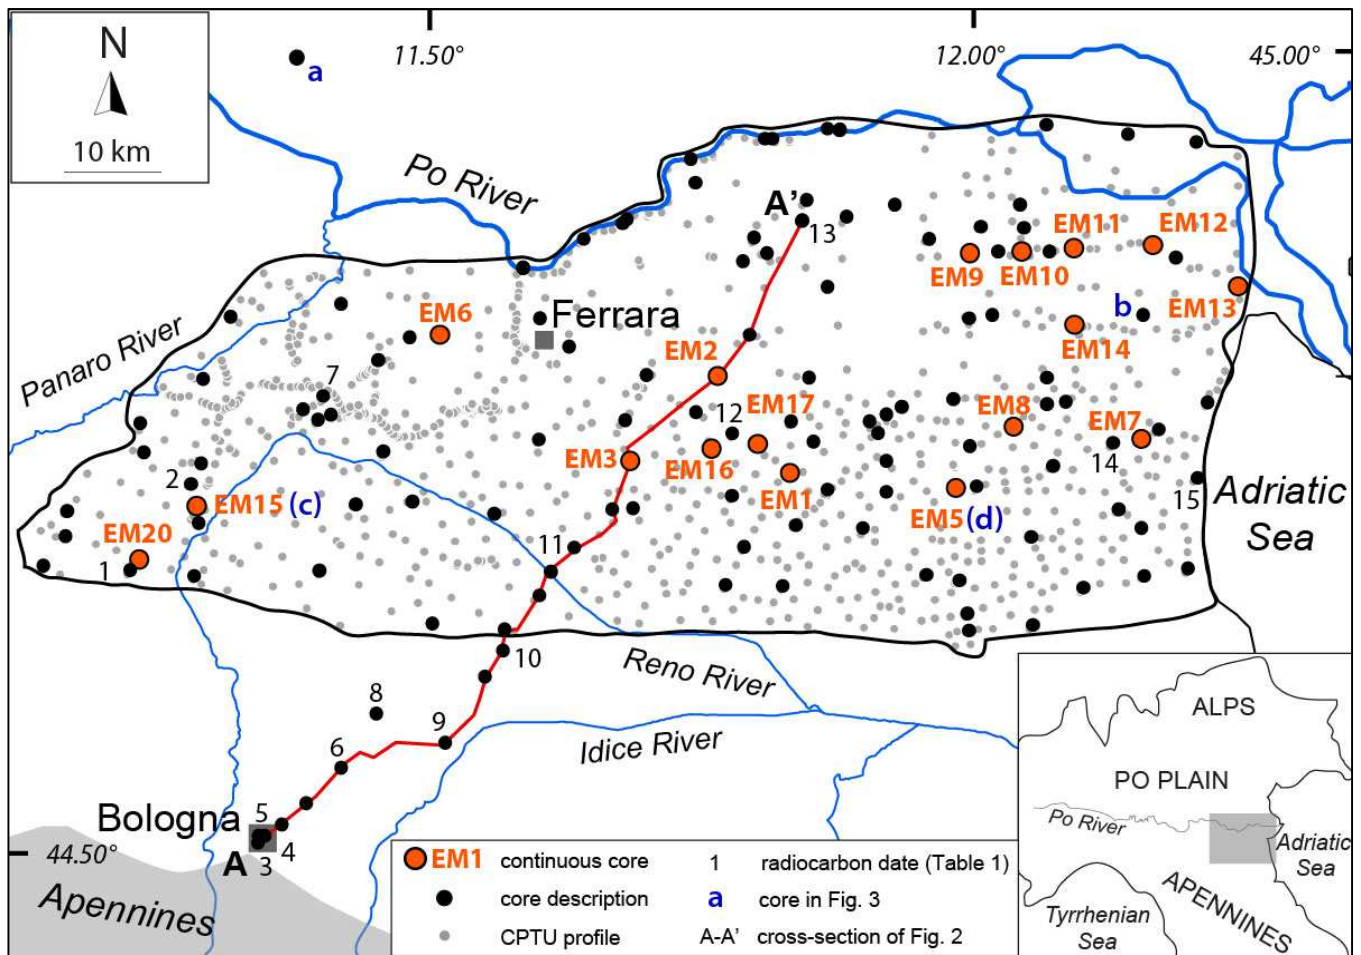 N
10 km
11.50°
12.00°
45.00°
a
Po River
A'
13
EM11
EM12
EM9
EM10
EM13
b
EM6
Ferrara
EM14
Panaro River
EM2
7
12
EM17
EM8
EM7
EM3
EM16
14
2
EM1
15
Adriatic
Sea
EM15 (c)
EM5 (d)
EM20
11
1
10
Reno River
8
9
Idice River
6
5
Bologna
4
A
3
44.50°
Apennines
EM1 continuous core
core description
CPTU profile
1 radiocarbon date (Table 1)
a core in Fig. 3
A-A' cross-section of Fig. 2
ALPS
PO PLAIN
Po River
Adriatic
Sea
APENNINES
Tyrrhenian
Sea